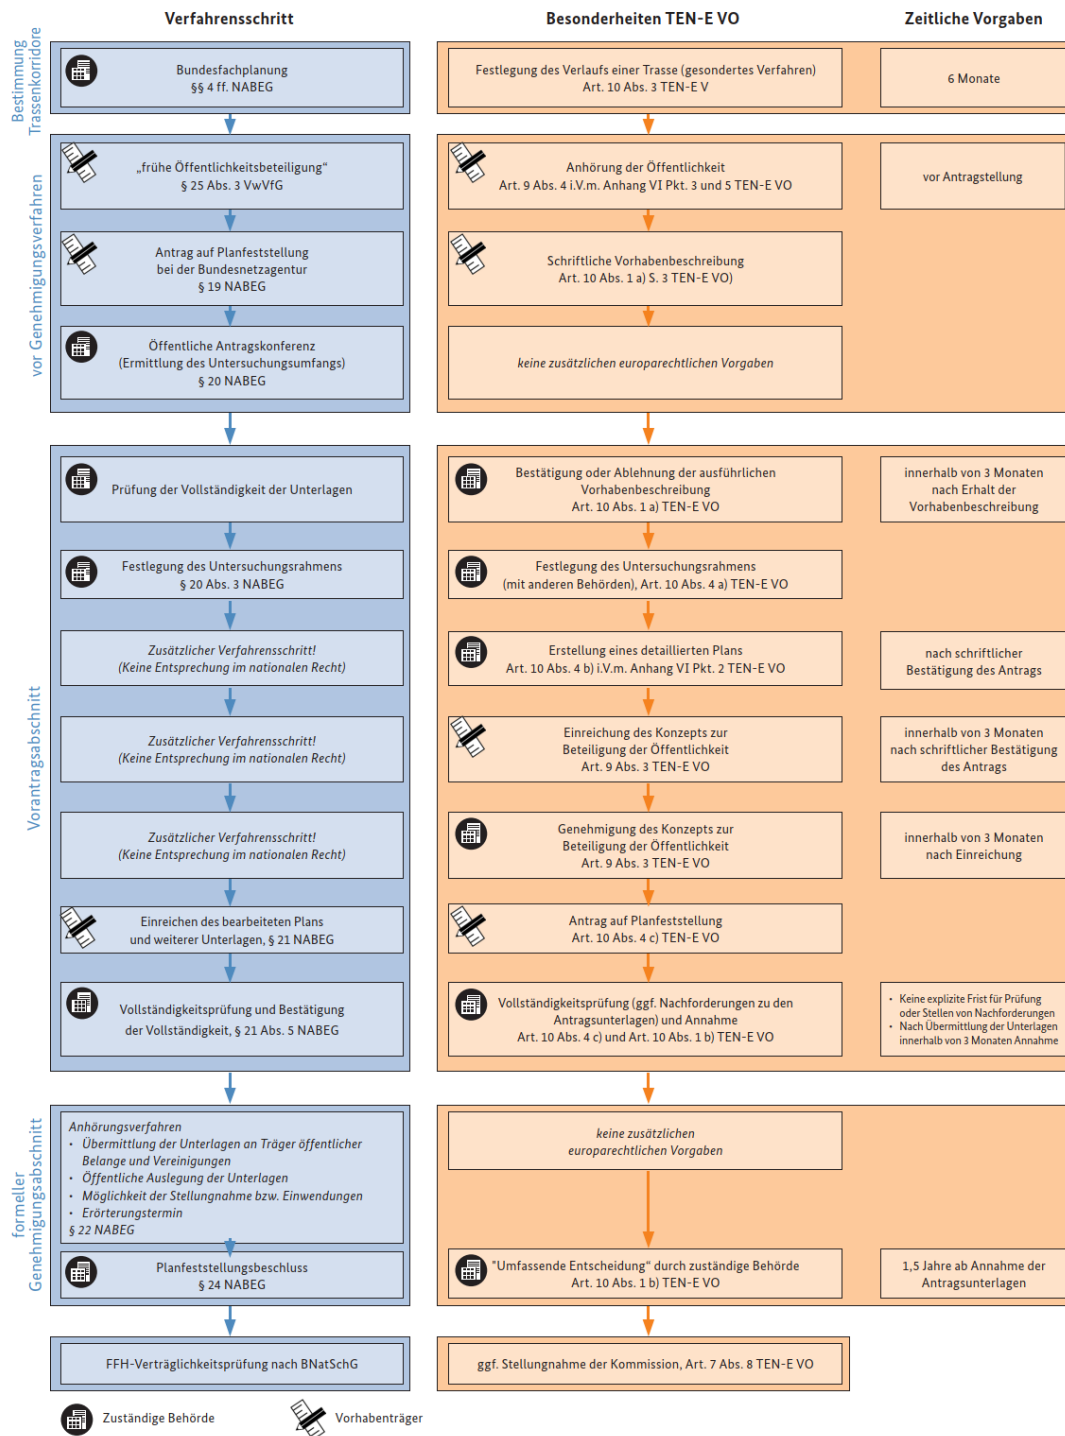 Verfahrensschritt
Besonderheiten TEN-E VO
Zeitliche Vorgaben
Bestimmung
Trassenkorridore
Bundesfachplanung
§§ 4 ff. NABEG
Festlegung des Verlaufs einer Trasse (gesondertes Verfahren)
Art. 10 Abs. 3 TEN-E V
6 Monate
vor Genehmigungsverfahren
„frühe Öffentlichkeitsbeteiligung“
§ 25 Abs. 3 VwVfG
Anhörung der Öffentlichkeit
Art. 9 Abs. 4 i.V.m. Anhang VI Pkt. 3 und 5 TEN-E VO
vor Antragstellung
Antrag auf Planfeststellung
bei der Bundesnetzagentur
§ 19 NABEG
Schriftliche Vorhabenbeschreibung
Art. 10 Abs. 1 a) S. 3 TEN-E VO)
Öffentliche Antragskonferenz
(Ermittlung des Untersuchungsumfangs)
§ 20 NABEG
keine zusätzlichen europarechtlichen Vorgaben
Vorantragsabschnitt
Prüfung der Vollständigkeit der Unterlagen
Bestätigung oder Ablehnung der ausführlichen
Vorhabenbeschreibung
Art. 10 Abs. 1 a) TEN-E VO
innerhalb von 3 Monaten
nach Erhalt der
Vorhabenbeschreibung
Festlegung des Untersuchungsrahmens
§ 20 Abs. 3 NABEG
Festlegung des Untersuchungsrahmens
(mit anderen Behörden), Art. 10 Abs. 4 a) TEN-E VO
Zusätzlicher Verfahrensschritt!
(Keine Entsprechung im nationalen Recht)
Erstellung eines detaillierten Plans
Art. 10 Abs. 4 b) i.V.m. Anhang VI Pkt. 2 TEN-E VO
nach schriftlicher
Bestätigung des Antrags
Zusätzlicher Verfahrensschritt!
(Keine Entsprechung im nationalen Recht)
Einreichung des Konzepts zur
Beteiligung der Öffentlichkeit
Art. 9 Abs. 3 TEN-E VO
innerhalb von 3 Monaten
nach schriftlicher Bestätigung
des Antrags
Zusätzlicher Verfahrensschritt!
(Keine Entsprechung im nationalen Recht)
Genehmigung des Konzepts zur
Beteiligung der Öffentlichkeit
Art. 9 Abs. 3 TEN-E VO
innerhalb von 3 Monaten
nach Einreichung
Einreichen des bearbeiteten Plans
und weiterer Unterlagen, § 21 NABEG
Antrag auf Planfeststellung
Art. 10 Abs. 4 c) TEN-E VO
Vollständigkeitsprüfung und Bestätigung
der Vollständigkeit, § 21 Abs. 5 NABEG
Vollständigkeitsprüfung (ggf. Nachforderungen zu den
Antragsunterlagen) und Annahme
Art. 10 Abs. 4 c) und Art. 10 Abs. 1 b) TEN-E VO
• Keine explizite Frist für Prüfung
oder Stellen von Nachforderungen
• Nach Übermittlung der Unterlagen
innerhalb von 3 Monaten Annahme
formeller
Genehmigungsabschnitt
Anhörungsverfahren
• Übermittlung der Unterlagen an Träger öffentlicher
Belange und Vereinigungen
• Öffentliche Auslegung der Unterlagen
• Möglichkeit der Stellungnahme bzw. Einwendungen
• Erörterungstermin
§ 22 NABEG
keine zusätzlichen
europarechtlichen Vorgaben
Planfeststellungsbeschluss
§ 24 NABEG
"Umfassende Entscheidung“ durch zuständige Behörde
Art. 10 Abs. 1 b) TEN-E VO
1,5 Jahre ab Annahme der
Antragsunterlagen
FFH-Verträglichkeitsprüfung nach BNatSchG
ggf. Stellungnahme der Kommission, Art. 7 Abs. 8 TEN-E VO
Zuständige Behörde
Vorhabenträger